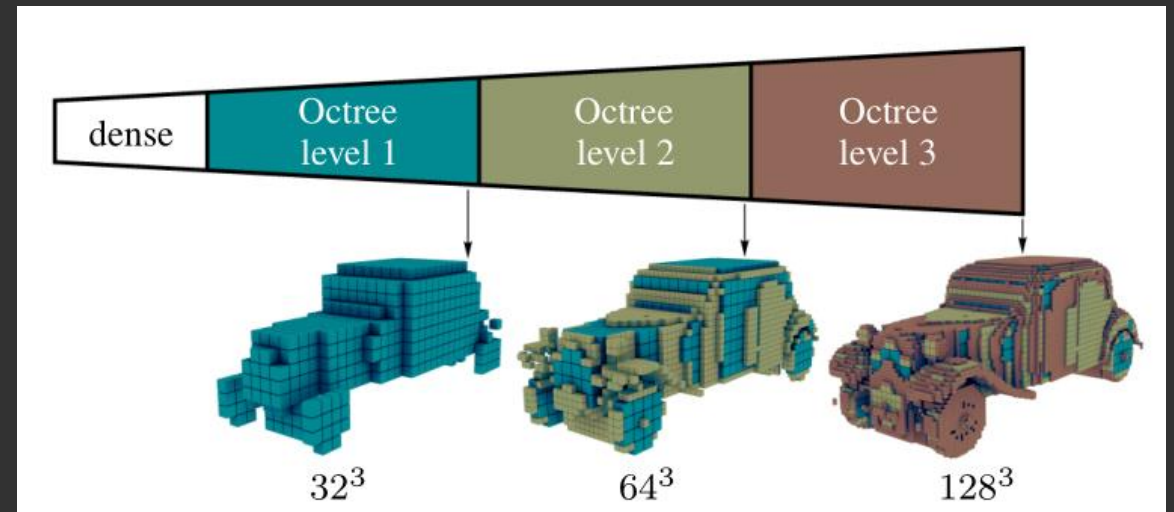 dense
Octree
level 1
Octree
level 2
Octree
level 3
32³
64³
128³